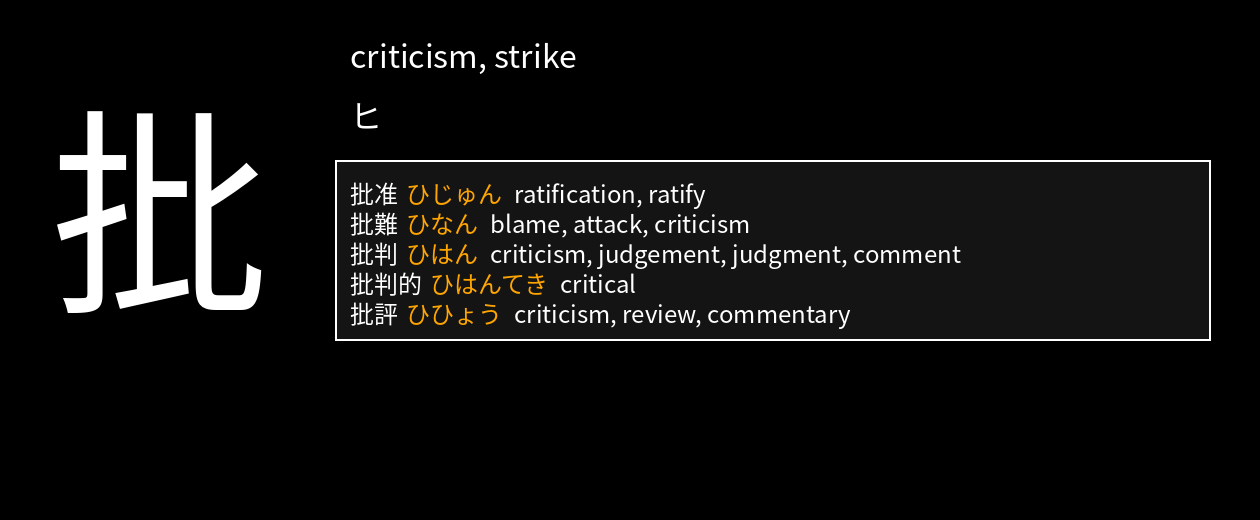 批
criticism, strike
ヒ
批准 ひじゅん ratification, ratify
批難 ひなん blame, attack, criticism
批判 ひはん criticism, judgement, judgment, comment
批判的 ひはんてき critical
批評 ひひょう criticism, review, commentary